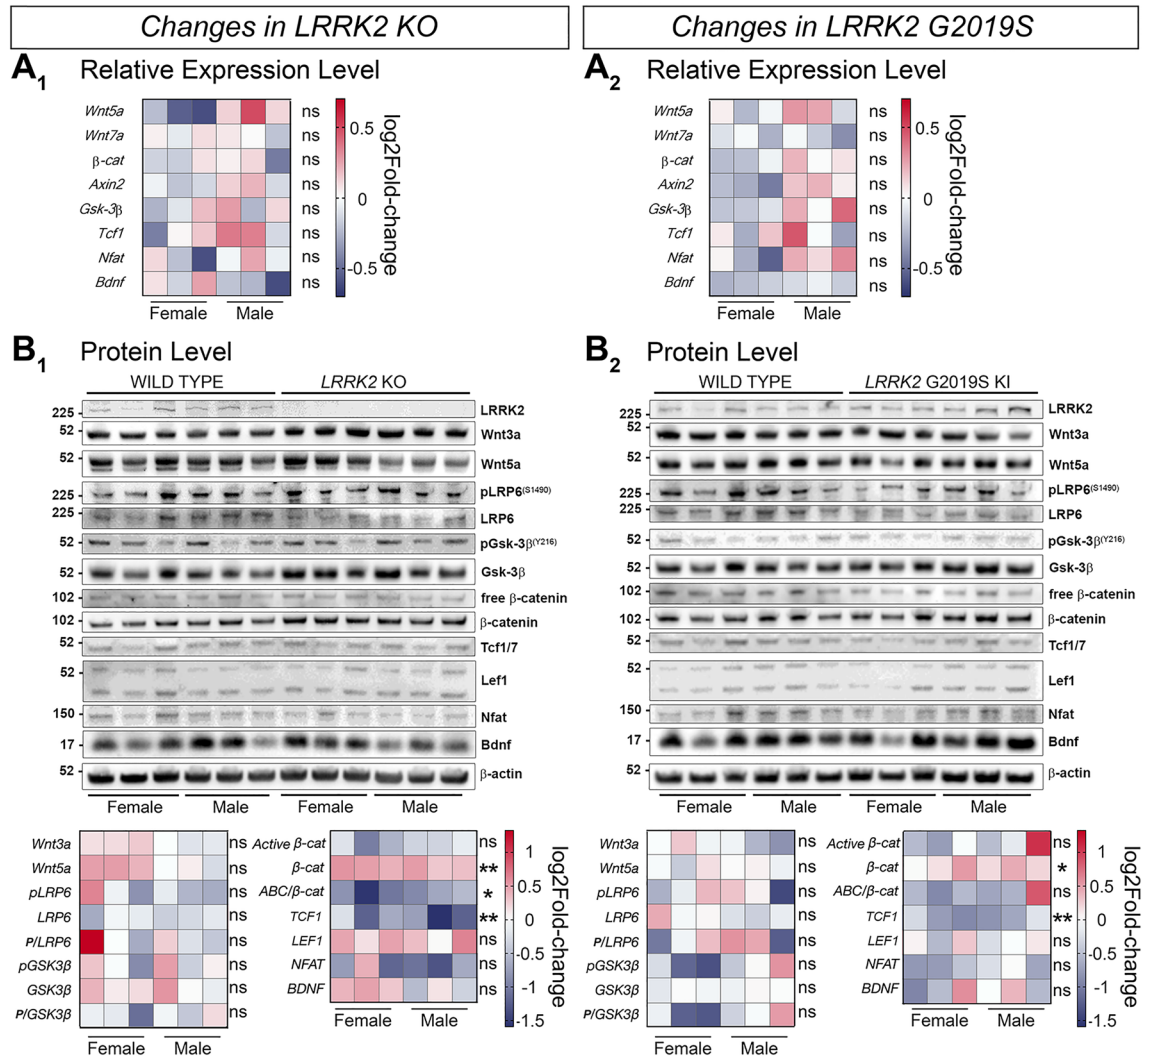 Changes in LRRK2 KO
Changes in LRRK2 G2019S
A1 Relative Expression Level
Wnt5a ns
Wnt7a ns
β-cat ns
Axin2 ns
Gsk-3β ns
Tcf1 ns
Nfat ns
Bdnf ns
0.5
0
-0.5
log2Fold-change
Female Male
A2 Relative Expression Level
Wnt5a ns
Wnt7a ns
β-cat ns
Axin2 ns
Gsk-3β ns
Tcf1 ns
Nfat ns
Bdnf ns
0.5
0
-0.5
log2Fold-change
Female Male
B1 Protein Level
WILD TYPE LRRK2 KO
225 LRRK2
52 Wnt3a
52 Wnt5a
225 pLRP6(S1490)
225 LRP6
52 pGsk-3β(Y216)
52 Gsk-3β
102 free β-catenin
102 β-catenin
52 Tcf1/7
52 Lef1
150 Nfat
17 Bdnf
52 β-actin
Female Male Female Male
Wnt3a ns
Wnt5a ns
pLRP6 ns
LRP6 ns
P/LRP6 ns
pGSK3β ns
GSK3β ns
P/GSK3β ns
Female Male
Active β-cat ns
β-cat **
ABC/β-cat *
TCF1 **
LEF1 ns
NFAT ns
BDNF ns
Female Male
1
0.5
0
-0.5
-1
-1.5
log2Fold-change
B2 Protein Level
WILD TYPE LRRK2 G2019S KI
225 LRRK2
52 Wnt3a
52 Wnt5a
225 pLRP6(S1490)
225 LRP6
52 pGsk-3β(Y216)
52 Gsk-3β
102 free β-catenin
102 β-catenin
52 Tcf1/7
52 Lef1
150 Nfat
17 Bdnf
52 β-actin
Female Male Female Male
Wnt3a ns
Wnt5a ns
pLRP6 ns
LRP6 ns
P/LRP6 ns
pGSK3β ns
GSK3β ns
P/GSK3β ns
Female Male
Active β-cat ns
β-cat *
ABC/β-cat ns
TCF1 **
LEF1 ns
NFAT ns
BDNF ns
Female Male
1
0.5
0
-0.5
-1
-1.5
log2Fold-change